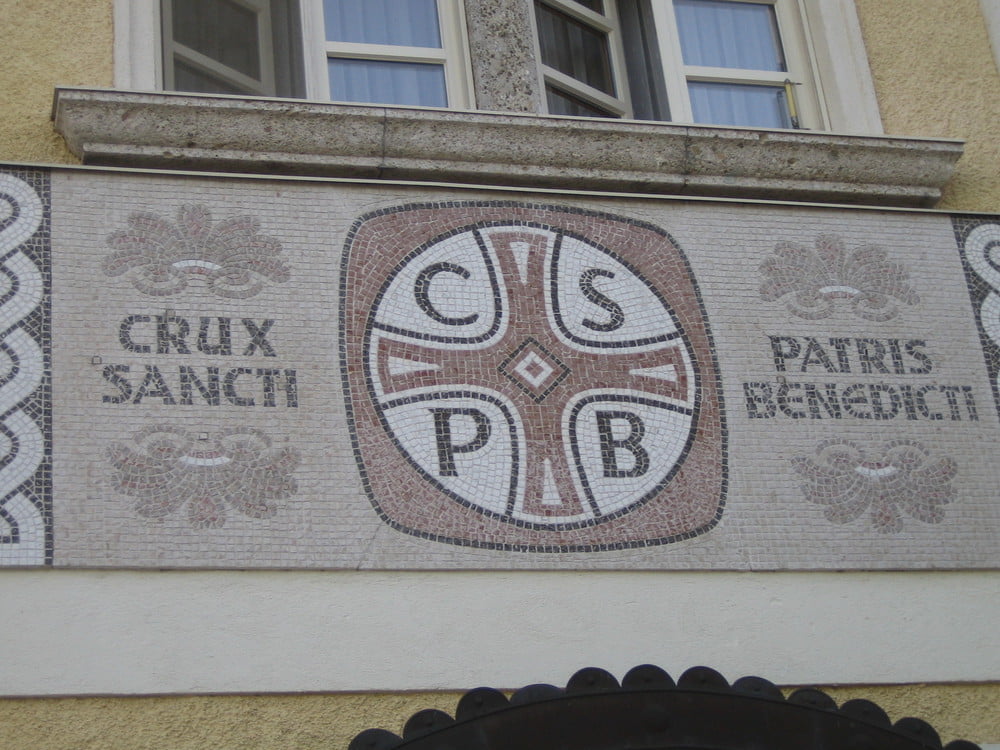 CRUX
SANCTI
C S
P B
PATRIS
BENEDICTI